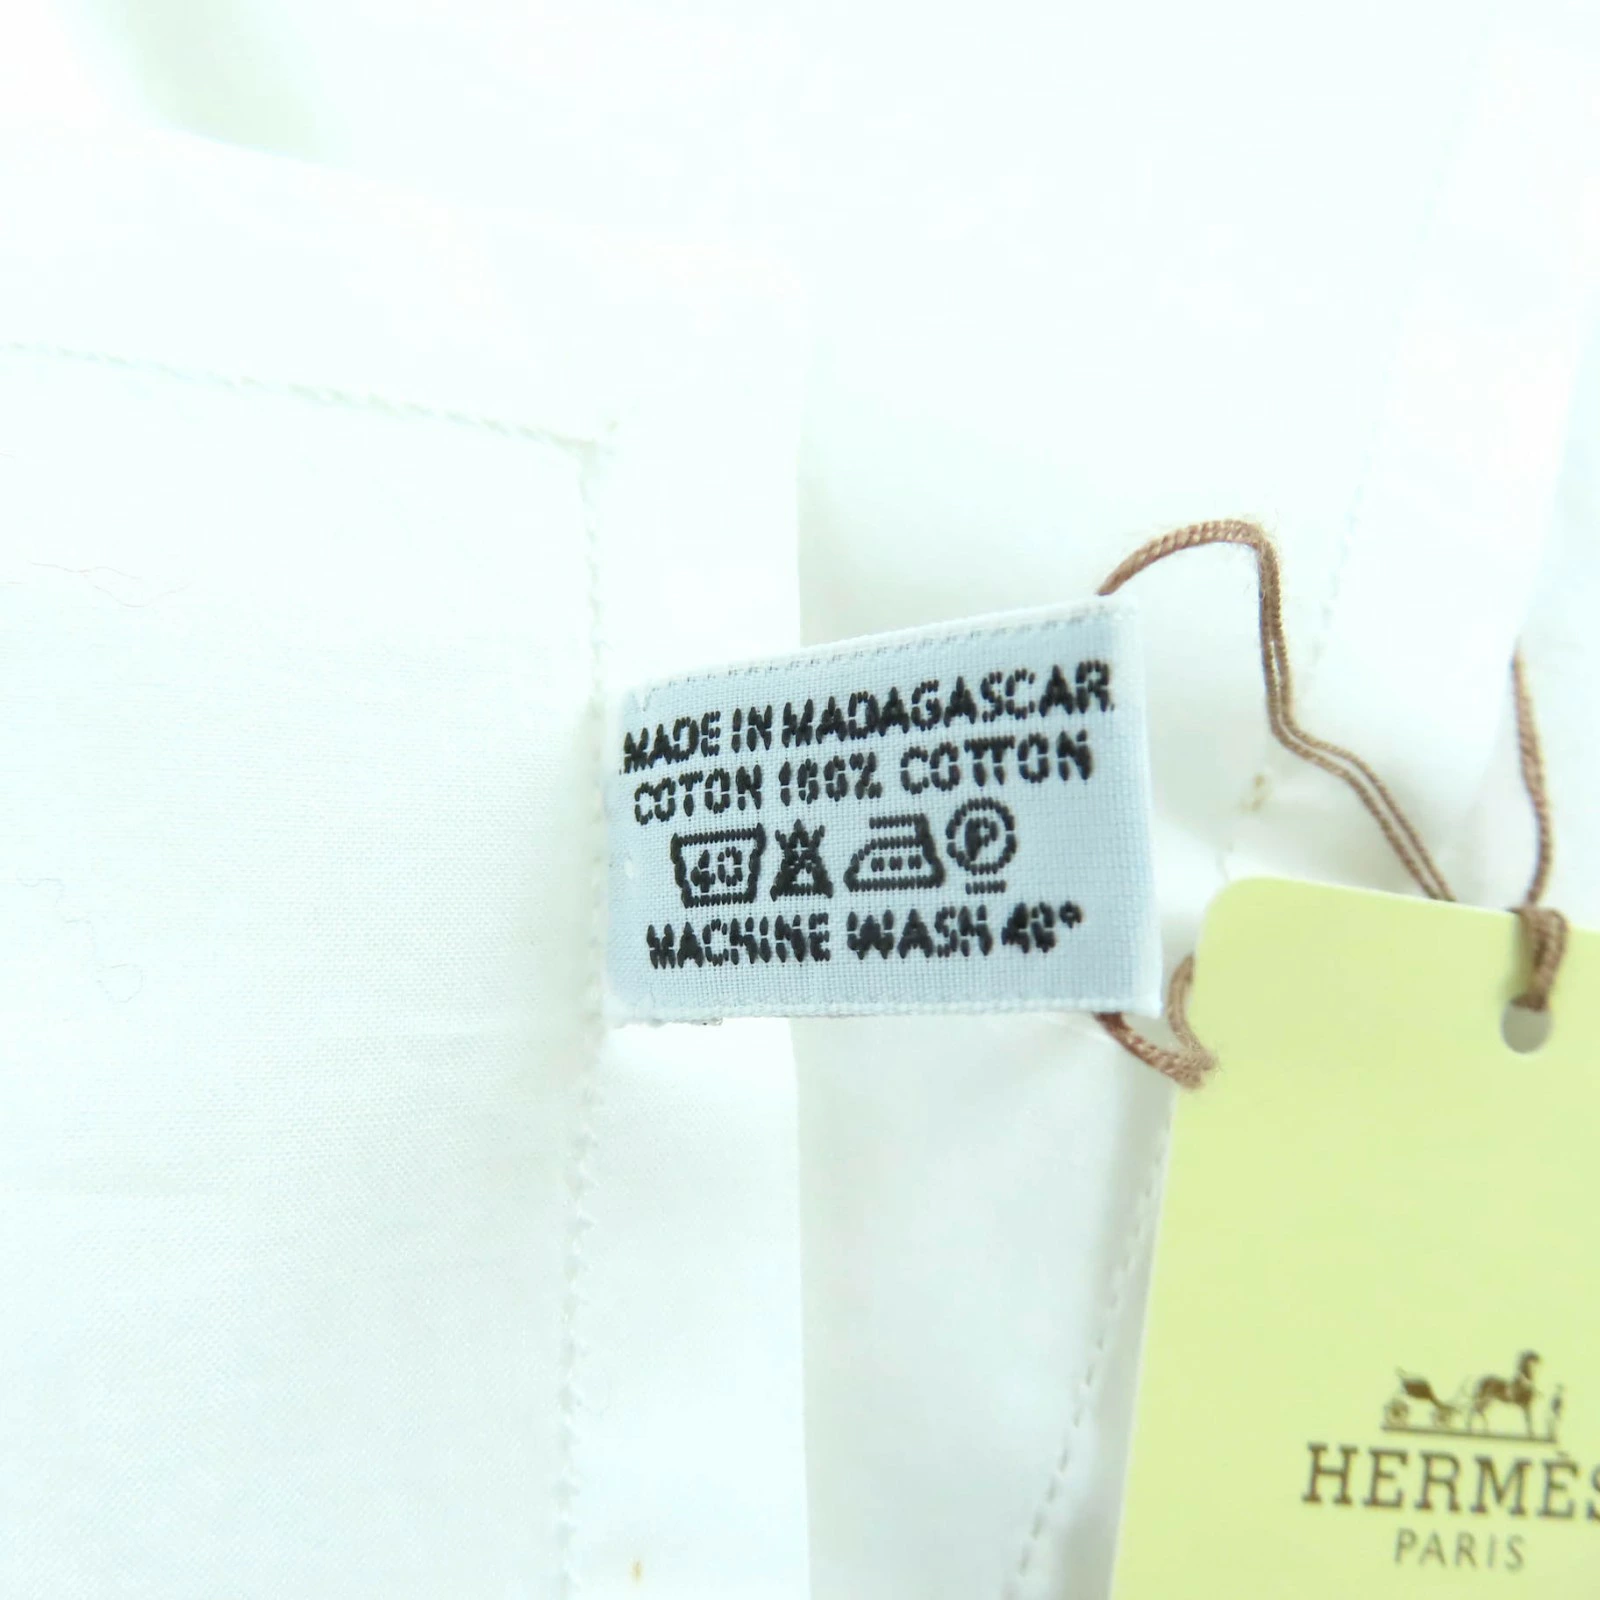 MADE IN MADAGASCAR
COTON 100% COTTON
40 P
MACHINE WASH 40°
HERMÈS
PARIS